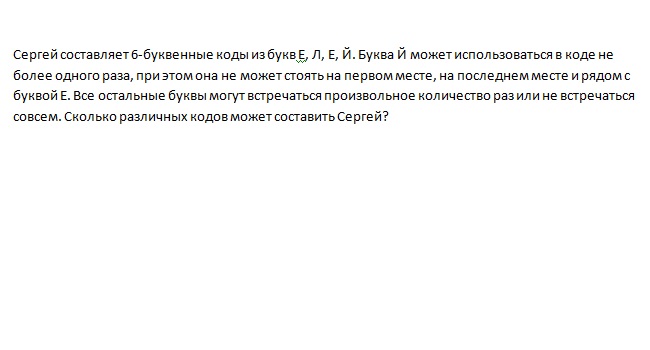 Сергей составляет 6-буквенные коды из букв Е, Л, Е, Й. Буква Й может использоваться в коде не
более одного раза, при этом она не может стоять на первом месте, на последнем месте и рядом с
буквой Е. Все остальные буквы могут встречаться произвольное количество раз или не встречаться
совсем. Сколько различных кодов может составить Сергей?